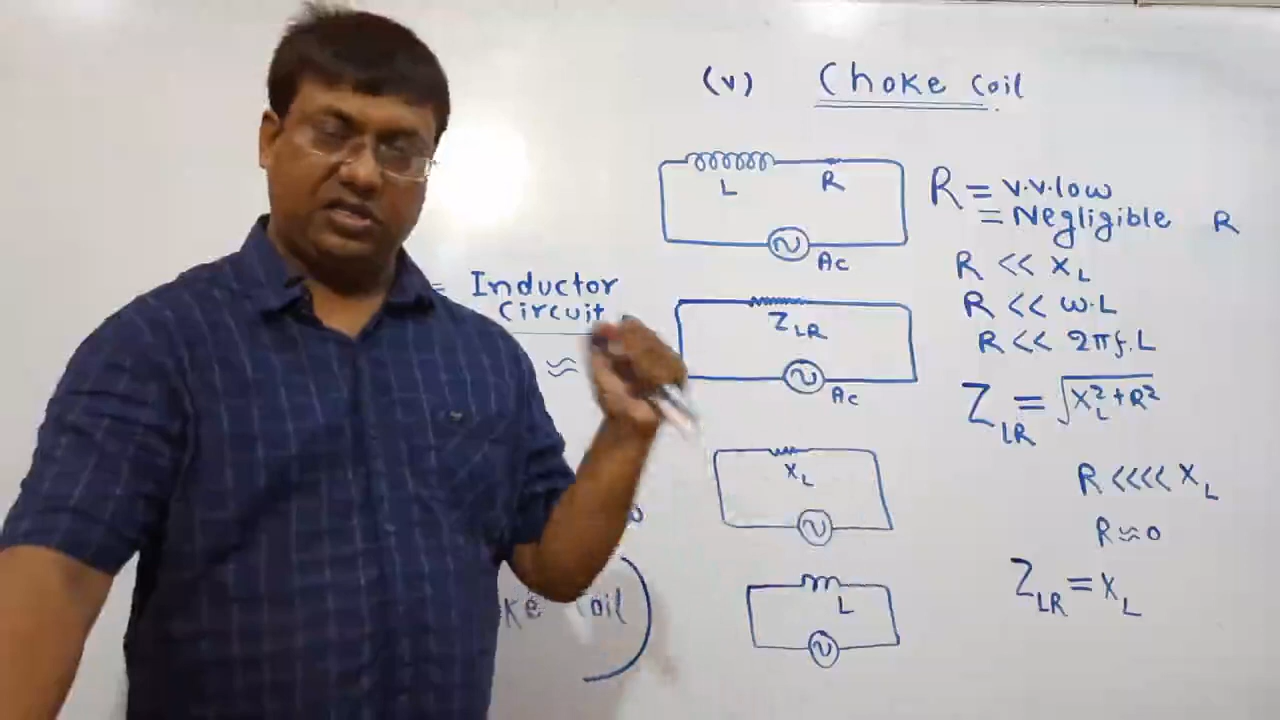 (v) Choke Coil
L R
Ac
R = v.v.low
= Negligible R
R << XL
R << ω.L
R << 2πf.L
= Inductor
Circuit
≈
ZLR
Ac
ZLR = √XL²+R²
XL
R <<<< XL
R ≈ 0
ZLR = XL
L